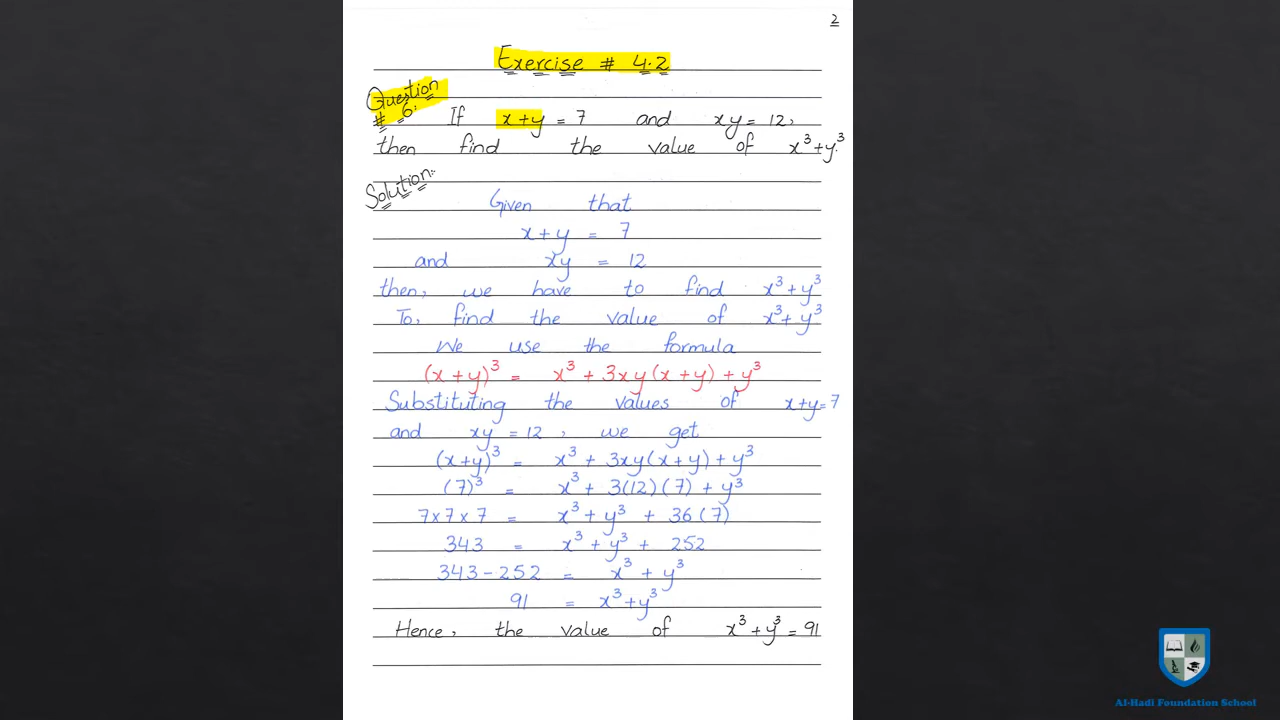 2
Exercise # 4.2
Question
# 6: If x+y = 7 and xy = 12,
then find the value of x³+y³.
Solution:
Given that
x+y = 7
and xy = 12
then, we have to find x³+y³
To, find the value of x³+y³
We use the formula
(x+y)³ = x³ + 3xy(x+y) + y³
Substituting the values of x+y=7
and xy = 12, we get
(x+y)³ = x³ + 3xy(x+y) + y³
(7)³ = x³ + 3(12)(7) + y³
7×7×7 = x³ + y³ + 36(7)
343 = x³ + y³ + 252
343 - 252 = x³ + y³
91 = x³+y³
Hence, the value of x³+y³ = 91
Al-Hadi Foundation School